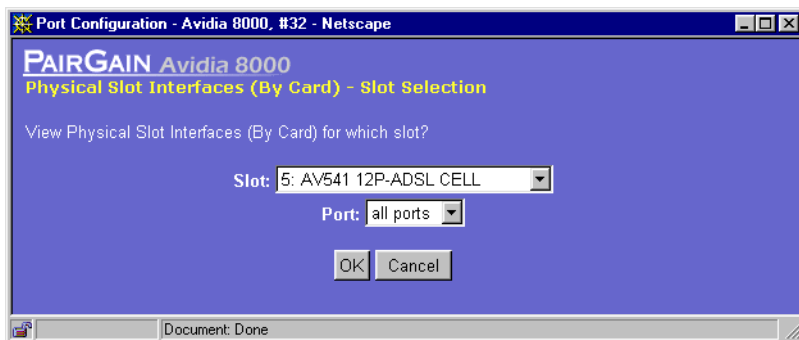 Port Configuration - Avidia 8000, #32 - Netscape
PAIRGAIN Avidia 8000
Physical Slot Interfaces (By Card) - Slot Selection
View Physical Slot Interfaces (By Card) for which slot?
Slot: 5: AV541 12P-ADSL CELL
Port: all ports
OK Cancel
Document: Done